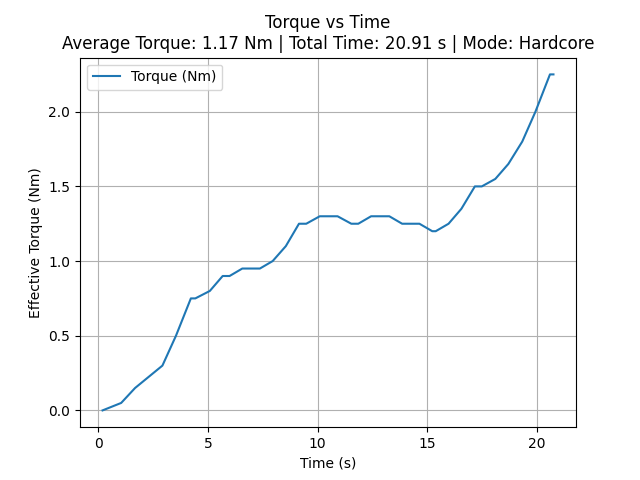 Torque vs Time
Average Torque: 1.17 Nm | Total Time: 20.91 s | Mode: Hardcore
Torque (Nm)
Effective Torque (Nm)
2.0
1.5
1.0
0.5
0.0
0 5 10 15 20
Time (s)